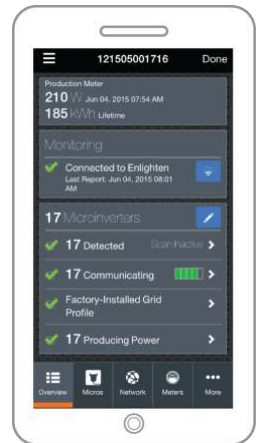 121505001716 Done
Production Meter
210 W Jun 04, 2015 07:54 AM
185 kWh Lifetime
Monitoring
Connected to Enlighten
Last Report: Jun 04, 2015 08:01
AM
17 Microinverters
17 Detected Scan Inactive
17 Communicating
Factory-Installed Grid
Profile
17 Producing Power
Overview Micros Network Meters More